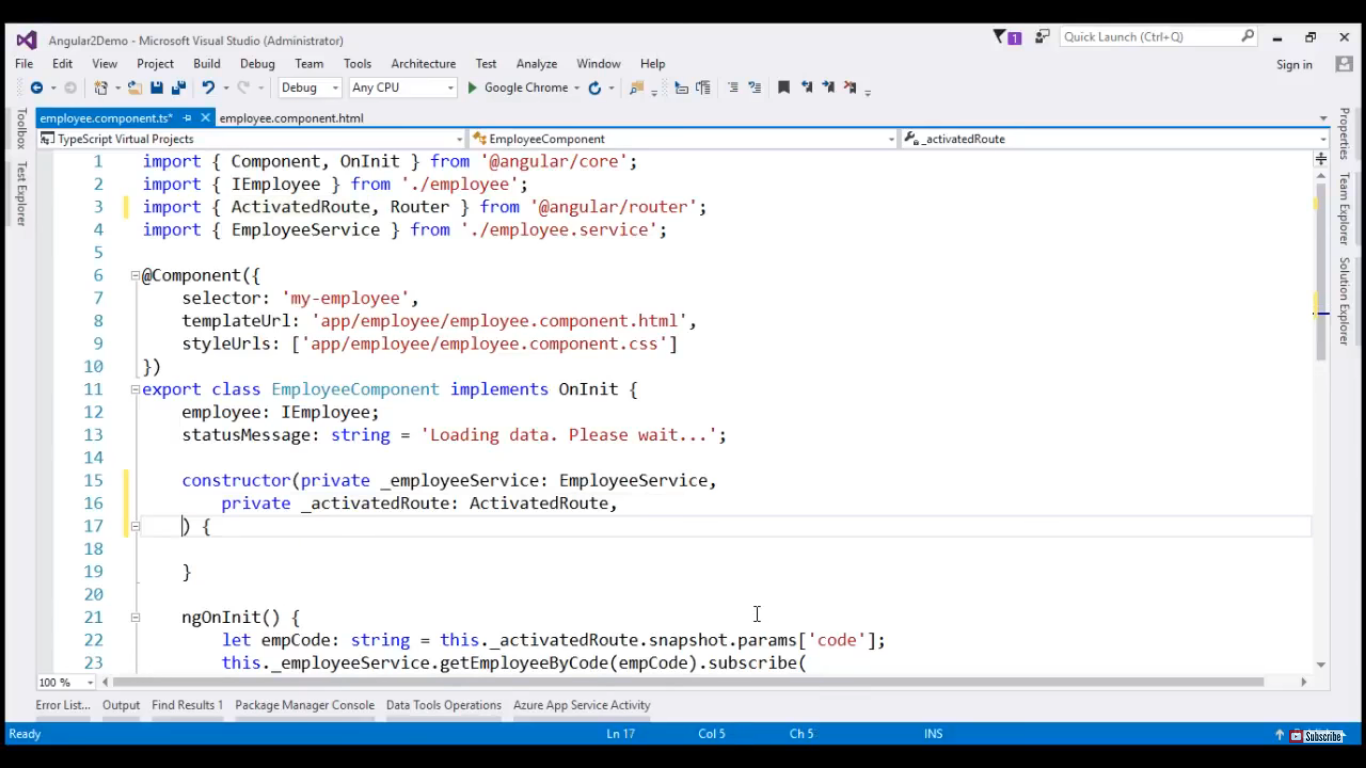 Angular2Demo - Microsoft Visual Studio (Administrator)
1
Quick Launch (Ctrl+Q)
File Edit View Project Build Debug Team Tools Architecture Test Analyze Window Help
Sign in
Debug Any CPU Google Chrome
employee.component.ts* employee.component.html
TypeScript Virtual Projects EmployeeComponent _activatedRoute
Toolbox
Test Explorer
Properties
Team Explorer
Solution Explorer
1 import { Component, OnInit } from '@angular/core';
2 import { IEmployee } from './employee';
3 import { ActivatedRoute, Router } from '@angular/router';
4 import { EmployeeService } from './employee.service';
5
6 @Component({
7 selector: 'my-employee',
8 templateUrl: 'app/employee/employee.component.html',
9 styleUrls: ['app/employee/employee.component.css']
10 })
11 export class EmployeeComponent implements OnInit {
12 employee: IEmployee;
13 statusMessage: string = 'Loading data. Please wait...';
14
15 constructor(private _employeeService: EmployeeService,
16 private _activatedRoute: ActivatedRoute,
17 ) {
18
19 }
20
21 ngOnInit() {
22 let empCode: string = this._activatedRoute.snapshot.params['code'];
23 this._employeeService.getEmployeeByCode(empCode).subscribe(
100 %
Error List... Output Find Results 1 Package Manager Console Data Tools Operations Azure App Service Activity
Ready Ln 17 Col 5 Ch 5 INS
Subscribe